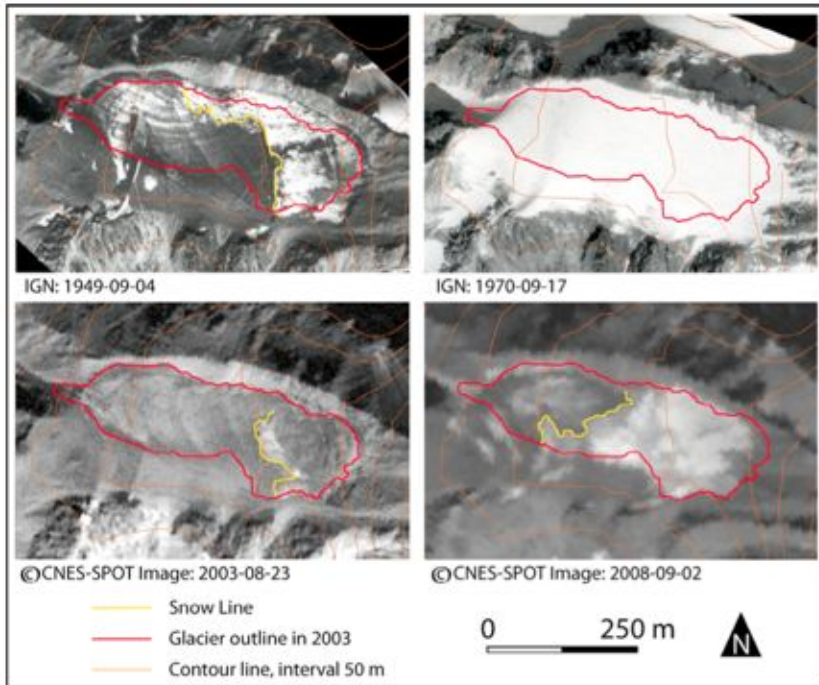 IGN: 1949-09-04
IGN: 1970-09-17
©CNES-SPOT Image: 2003-08-23
©CNES-SPOT Image: 2008-09-02
Snow Line
Glacier outline in 2003
Contour line, interval 50 m
0 250 m
N